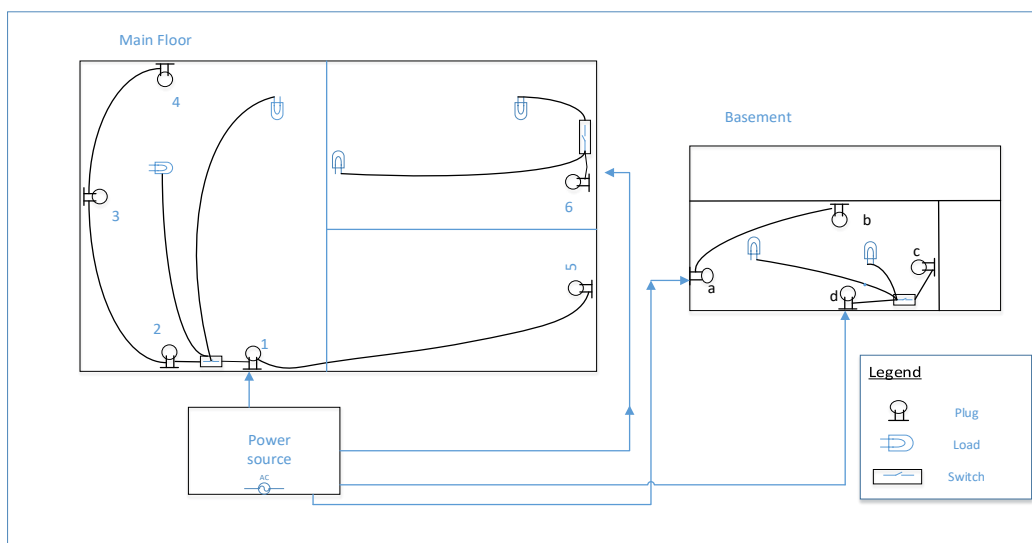 Main Floor
4
3
2
1
5
6
Basement
b
a
c
d
Power
source
AC
Legend
Plug
Load
Switch